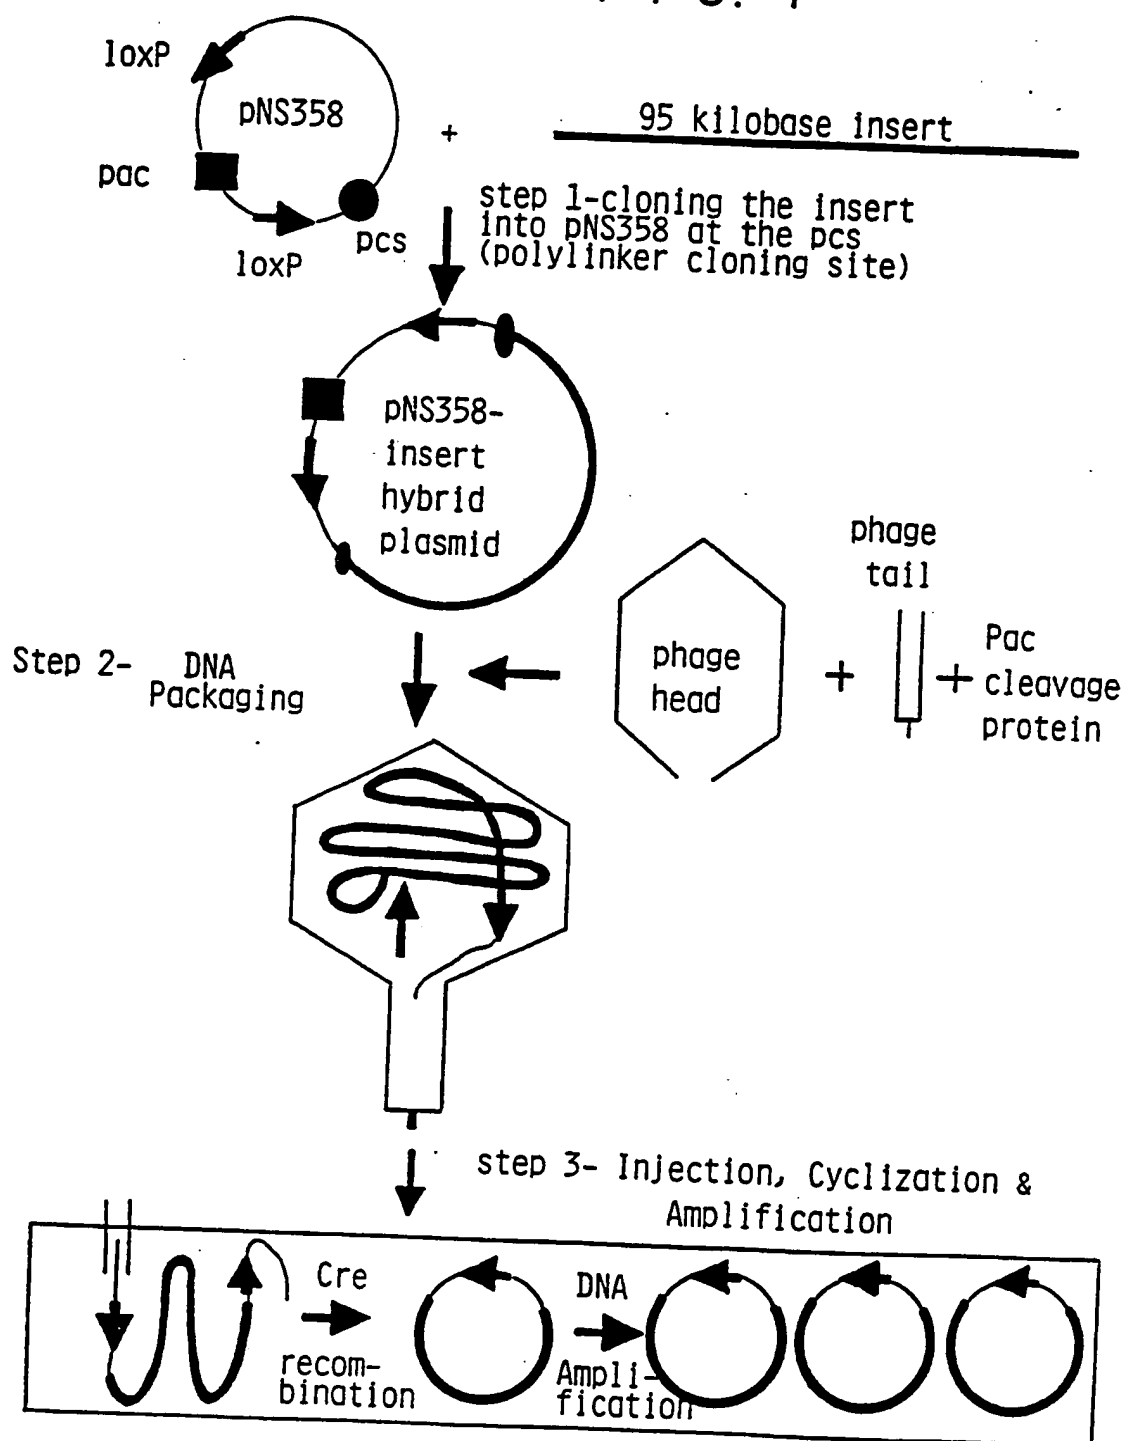 loxP
pNS358
+
95 kilobase insert
pac
loxP
pcs
step 1-cloning the insert
into pNS358 at the pcs
(polylinker cloning site)
pNS358-
insert
hybrid
plasmid
phage
tail
Step 2- DNA
Packaging
phage
head
+
+
Pac
cleavage
protein
step 3- Injection, Cyclization &
Amplification
Cre
recom-
bination
DNA
Ampli-
fication